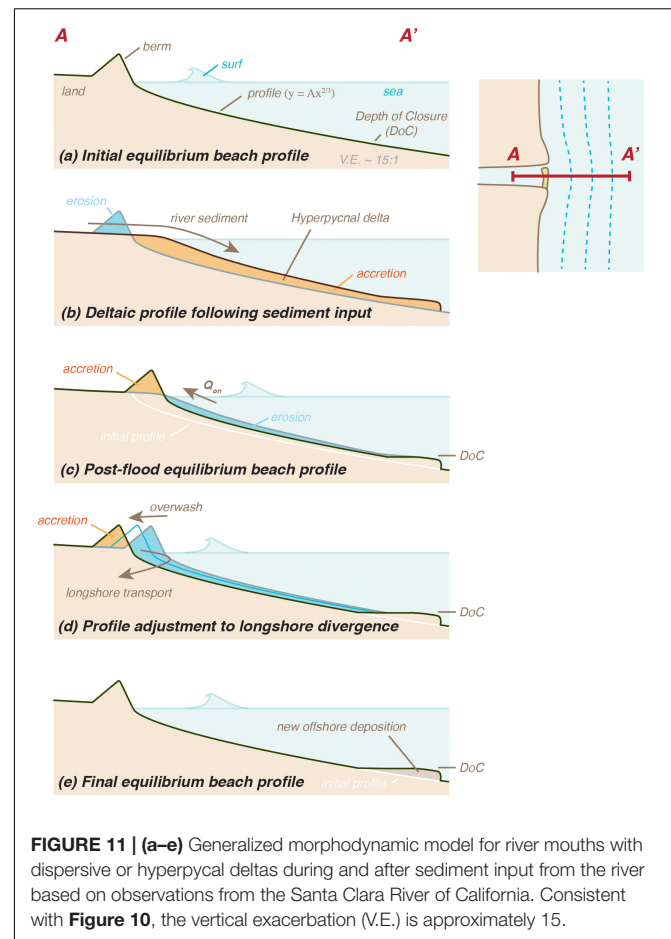 A
A'
berm
surf
land
profile (y = Ax2/3)
sea
Depth of Closure
(DoC)
(a) Initial equilibrium beach profile
V.E. ~ 15:1
A
A'
erosion
river sediment
Hyperpycnal delta
accretion
(b) Deltaic profile following sediment input
accretion
Qon
erosion
initial profile
DoC
(c) Post-flood equilibrium beach profile
overwash
accretion
longshore transport
DoC
(d) Profile adjustment to longshore divergence
new offshore deposition
DoC
initial profile
(e) Final equilibrium beach profile
FIGURE 11 | (a–e) Generalized morphodynamic model for river mouths with
dispersive or hyperpycal deltas during and after sediment input from the river
based on observations from the Santa Clara River of California. Consistent
with Figure 10, the vertical exacerbation (V.E.) is approximately 15.